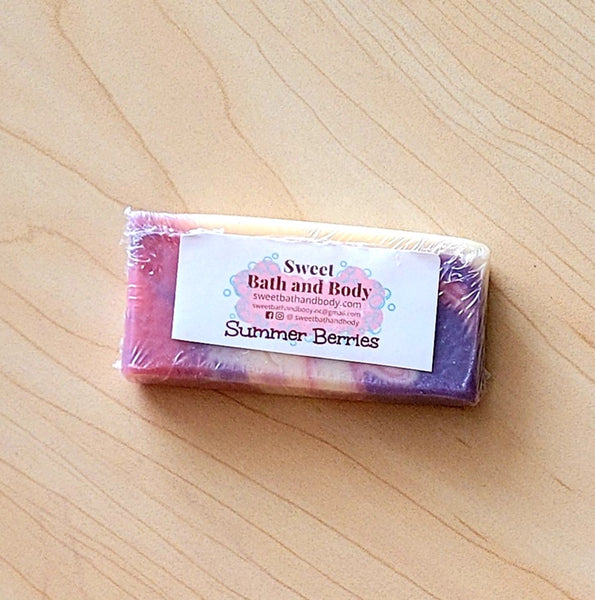 Sweet
Bath and Body
sweetbathandbody.com
sweetbathandbody.nc@gmail.com
@ sweetbathandbody
Summer Berries